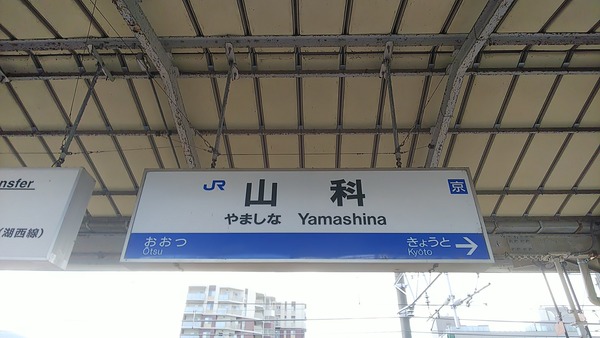 nsfer
(湖西線)
JR 山科 京
やましな Yamashina
おおつ きょうと
Otsu Kyōto